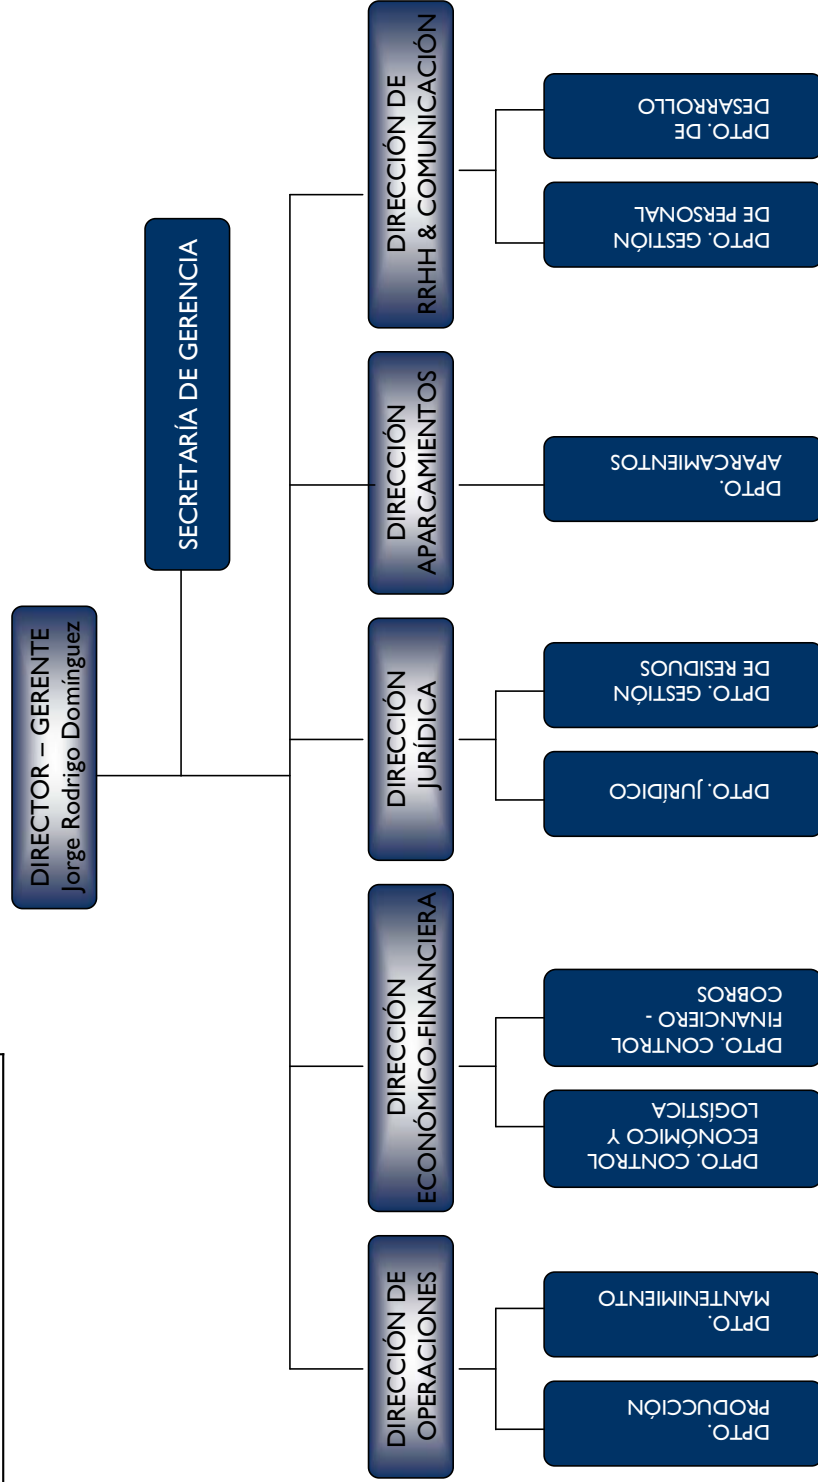 DIRECTOR – GERENTE
Jorge Rodrigo Domínguez
SECRETARÍA DE GERENCIA
DIRECCIÓN DE
OPERACIONES
DIRECCIÓN
ECONÓMICO-FINANCIERA
DIRECCIÓN
JURÍDICA
DIRECCIÓN
APARCAMIENTOS
DIRECCIÓN DE
RRHH & COMUNICACIÓN
DPTO.
PRODUCCIÓN
DPTO.
MANTENIMIENTO
DPTO. CONTROL
ECONÓMICO Y
LOGÍSTICA
DPTO. CONTROL
FINANCIERO -
COBROS
DPTO. JURÍDICO
DPTO. GESTIÓN
DE RESIDUOS
DPTO.
APARCAMIENTOS
DPTO. GESTIÓN
DE PERSONAL
DPTO. DE
DESARROLLO